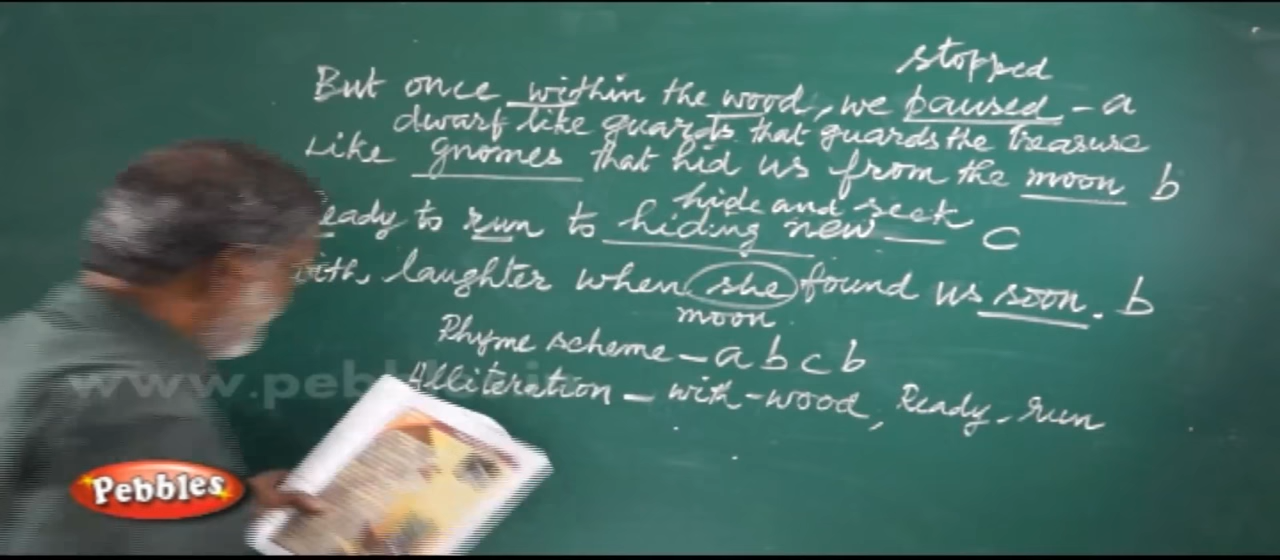 stopped
But once within the wood, we paused - a
dwarf like guards that guards the treasure
Like gnomes that hid us from the moon b
hide and seek
Ready to run to hiding new c
with laughter when she found us soon. b
moon
Rhyme scheme - a b c b
Alliteration - with-wood, Ready-run
Pebbles